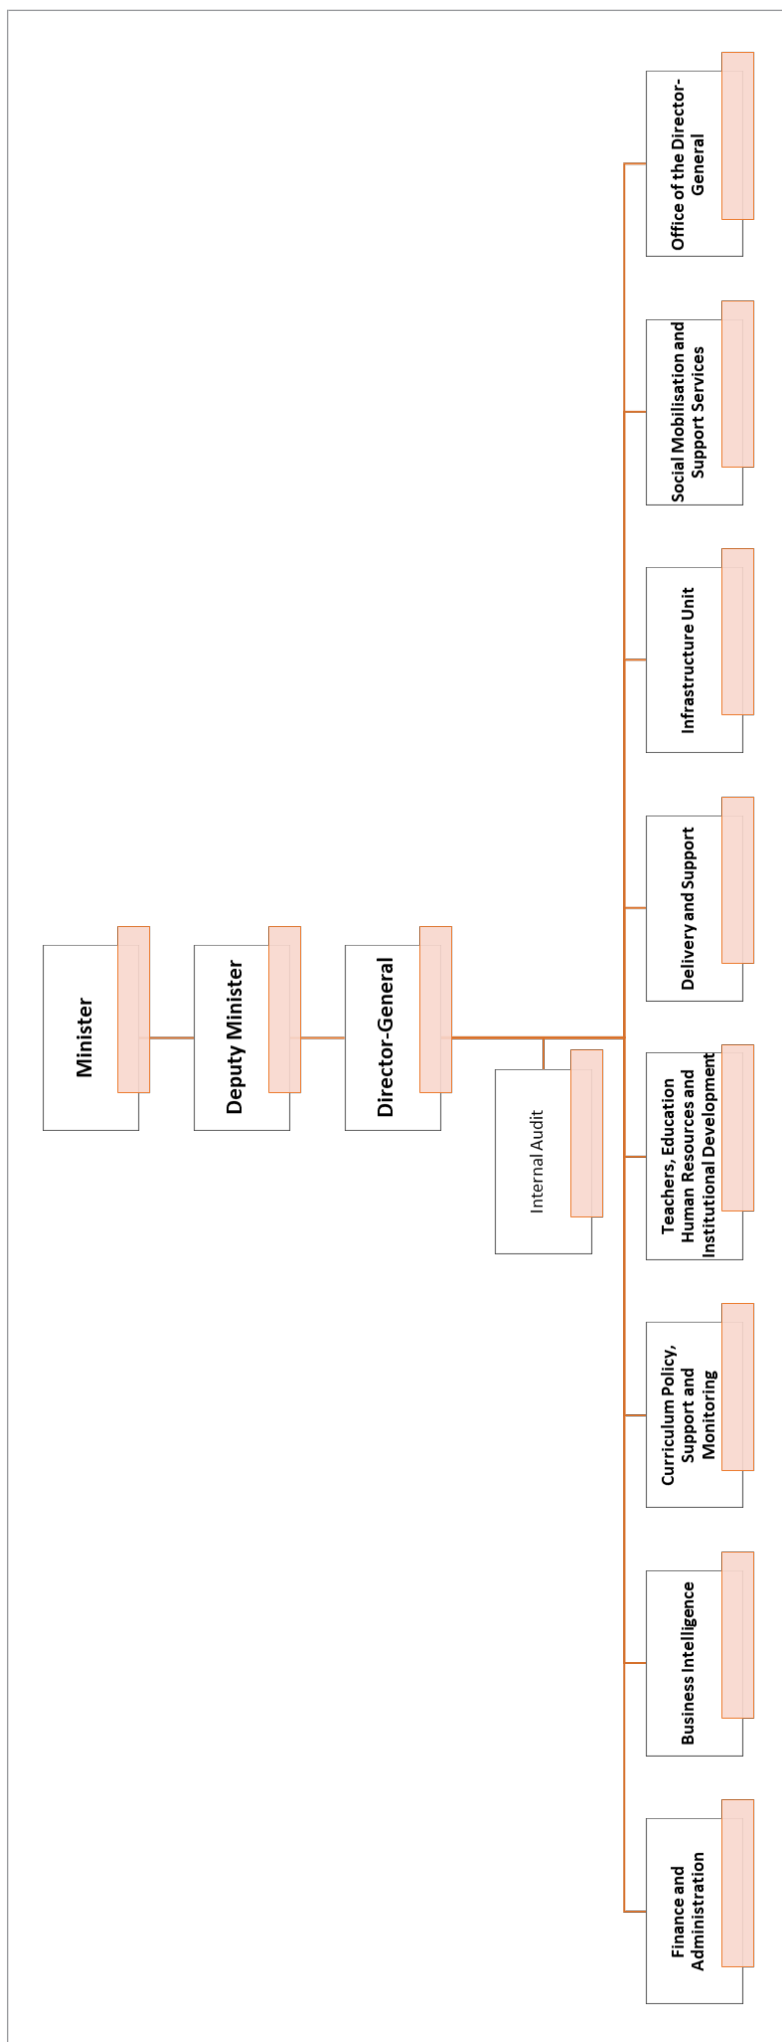 Minister
Deputy Minister
Director-General
Internal Audit
Finance and
Administration
Business Intelligence
Curriculum Policy,
Support and
Monitoring
Teachers, Education
Human Resources and
Institutional Development
Delivery and Support
Infrastructure Unit
Social Mobilisation and
Support Services
Office of the Director-
General